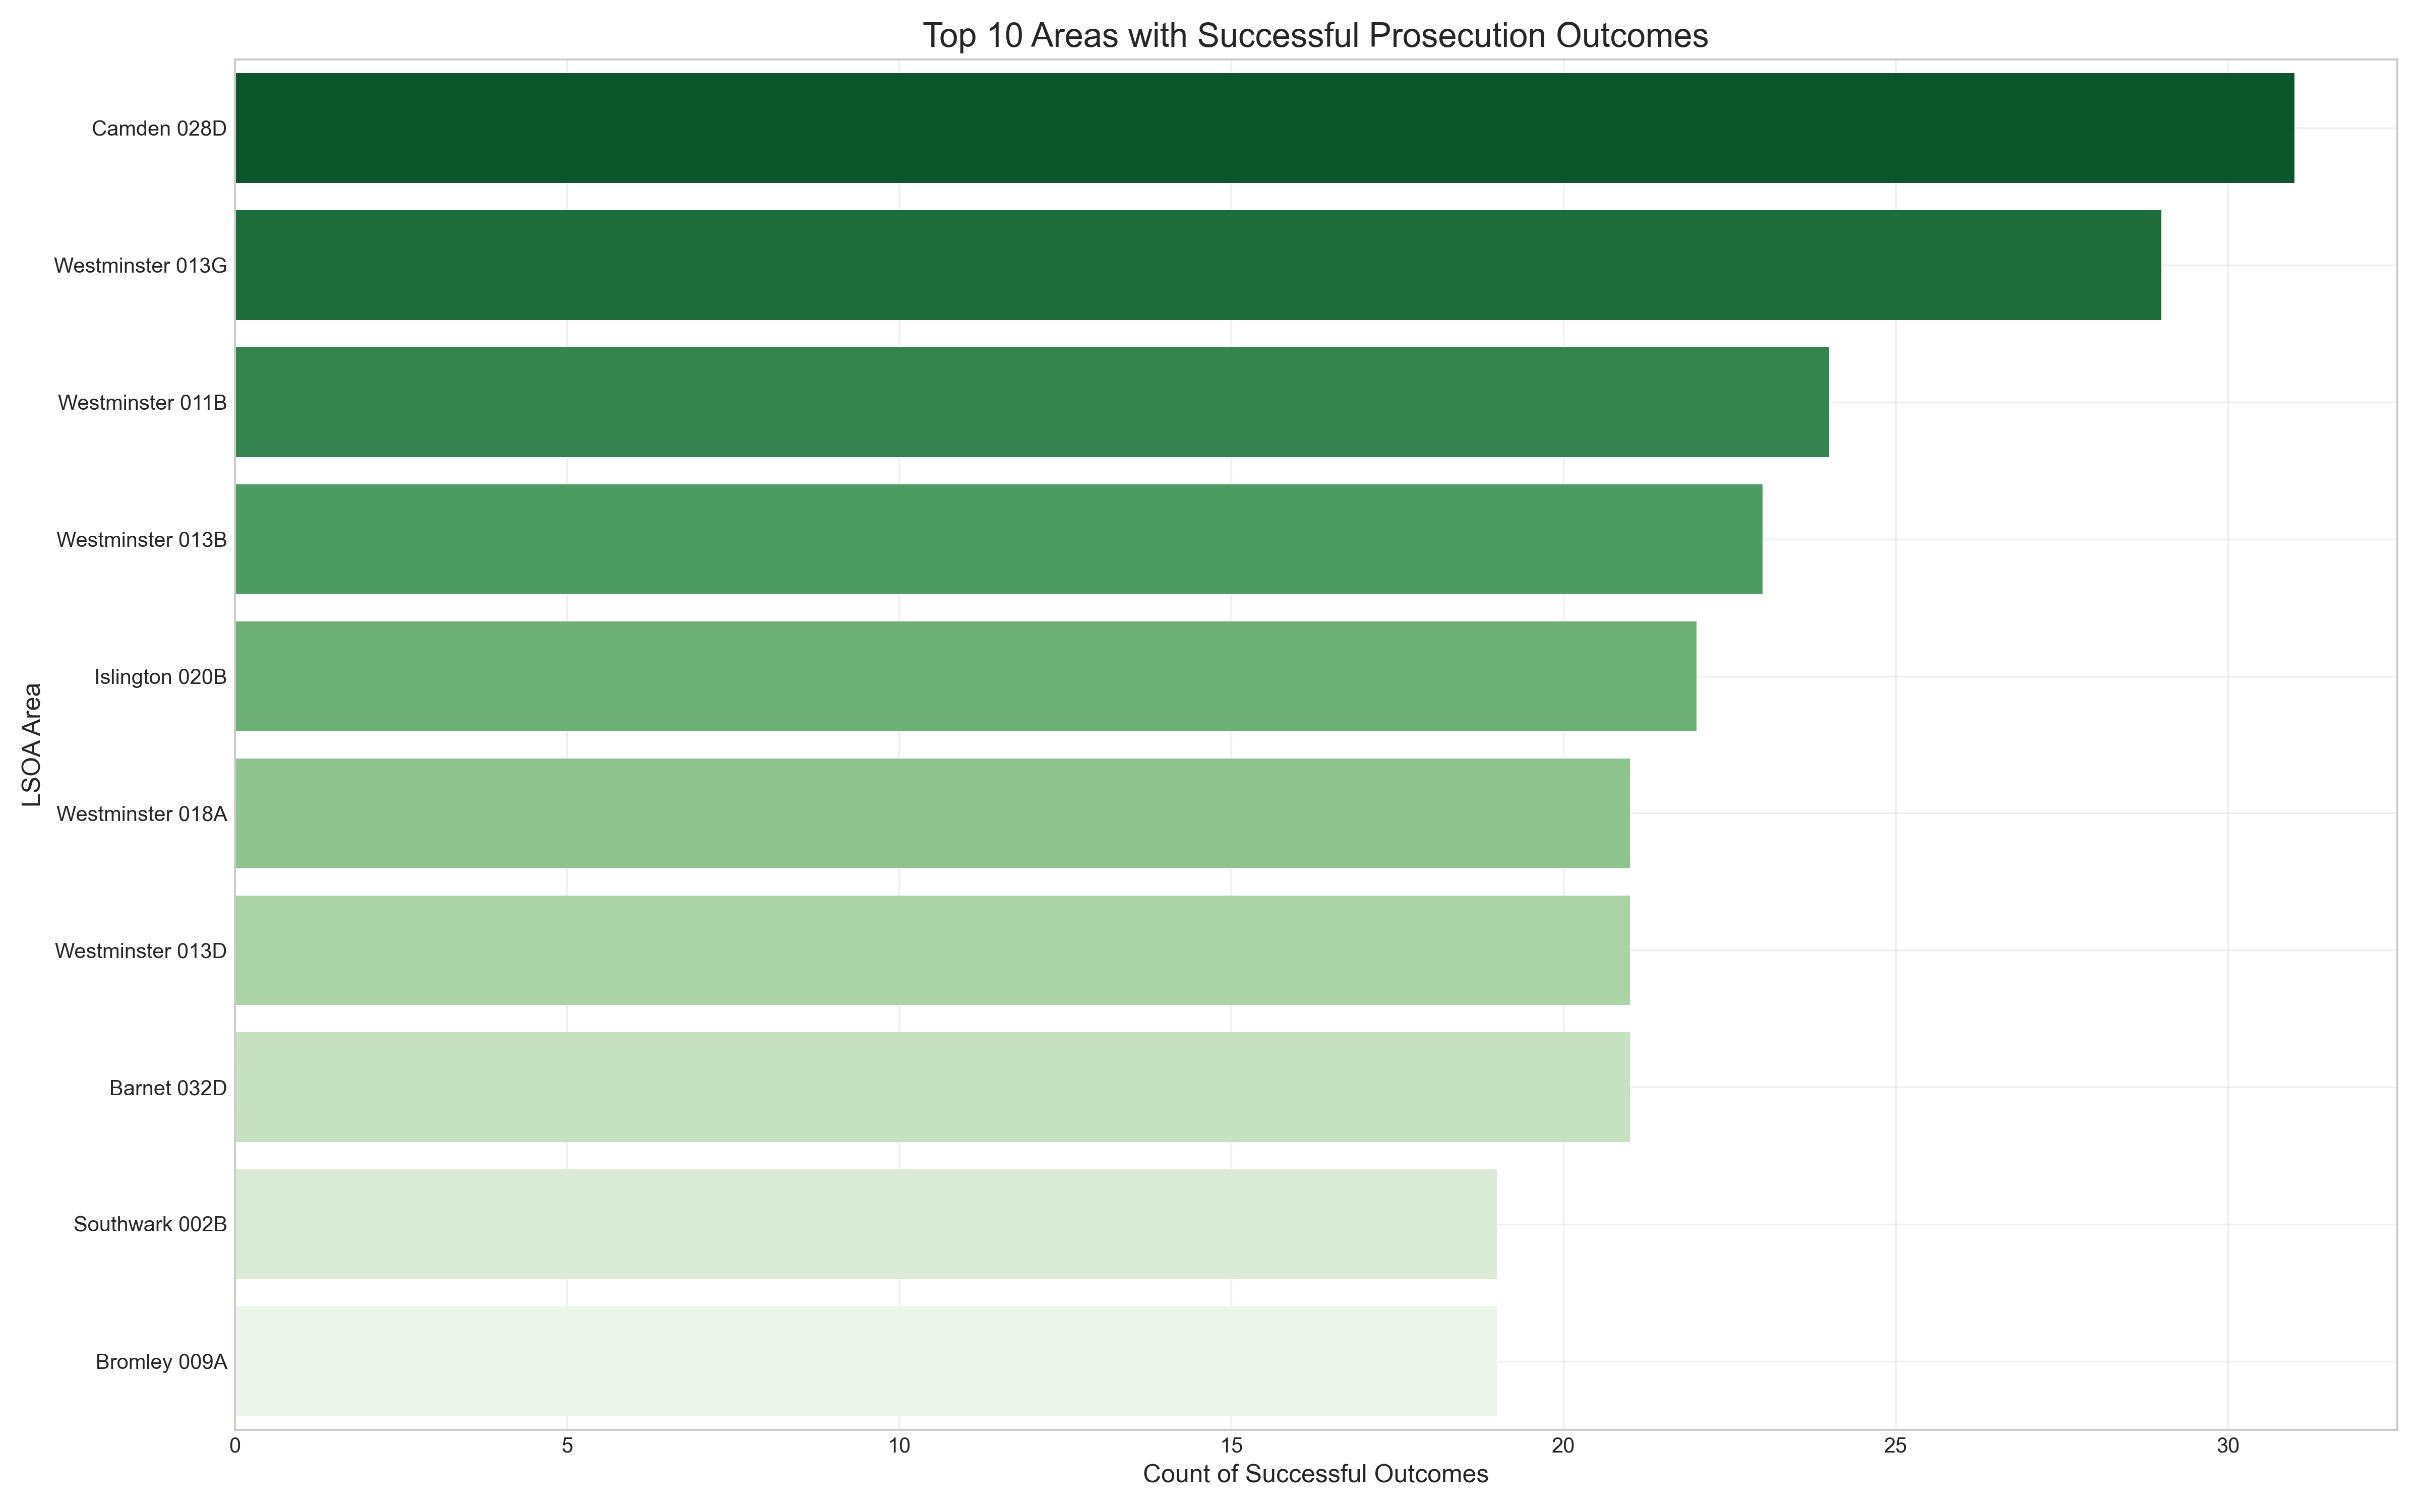 Top 10 Areas with Successful Prosecution Outcomes
LSOA Area
Camden 028D
Westminster 013G
Westminster 011B
Westminster 013B
Islington 020B
Westminster 018A
Westminster 013D
Barnet 032D
Southwark 002B
Bromley 009A
0 5 10 15 20 25 30
Count of Successful Outcomes